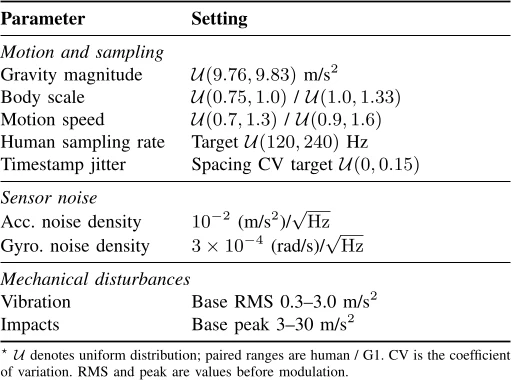 Parameter Setting
Motion and sampling
Gravity magnitude 𝒰(9.76, 9.83) m/s²
Body scale 𝒰(0.75, 1.0) / 𝒰(1.0, 1.33)
Motion speed 𝒰(0.7, 1.3) / 𝒰(0.9, 1.6)
Human sampling rate Target 𝒰(120, 240) Hz
Timestamp jitter Spacing CV target 𝒰(0, 0.15)
Sensor noise
Acc. noise density 10⁻² (m/s²)/√Hz
Gyro. noise density 3 × 10⁻⁴ (rad/s)/√Hz
Mechanical disturbances
Vibration Base RMS 0.3–3.0 m/s²
Impacts Base peak 3–30 m/s²
* 𝒰 denotes uniform distribution; paired ranges are human / G1. CV is the coefficient
of variation. RMS and peak are values before modulation.